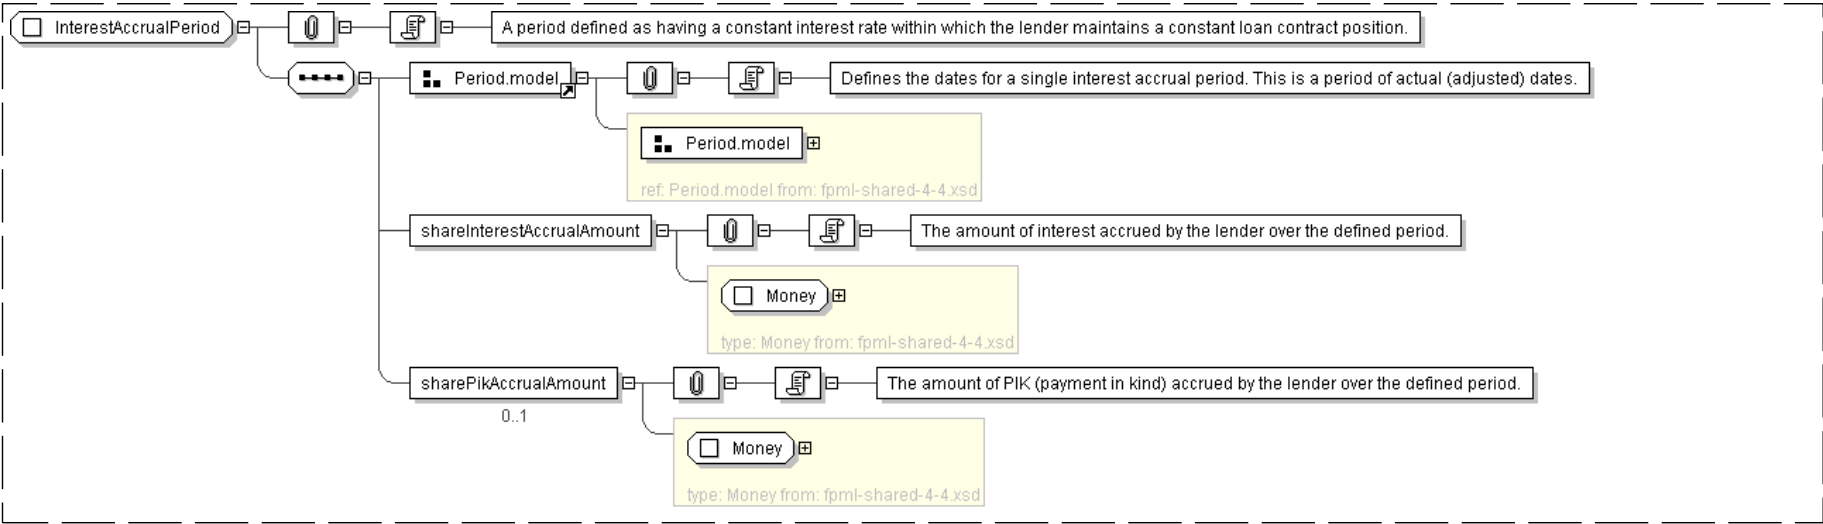 InterestAccrualPeriod
A period defined as having a constant interest rate within which the lender maintains a constant loan contract position.
Period.model
Defines the dates for a single interest accrual period. This is a period of actual (adjusted) dates.
Period.model
ref: Period.model from: fpml-shared-4-4.xsd
shareInterestAccrualAmount
The amount of interest accrued by the lender over the defined period.
Money
type: Money from: fpml-shared-4-4.xsd
sharePikAccrualAmount
The amount of PIK (payment in kind) accrued by the lender over the defined period.
0..1
Money
type: Money from: fpml-shared-4-4.xsd